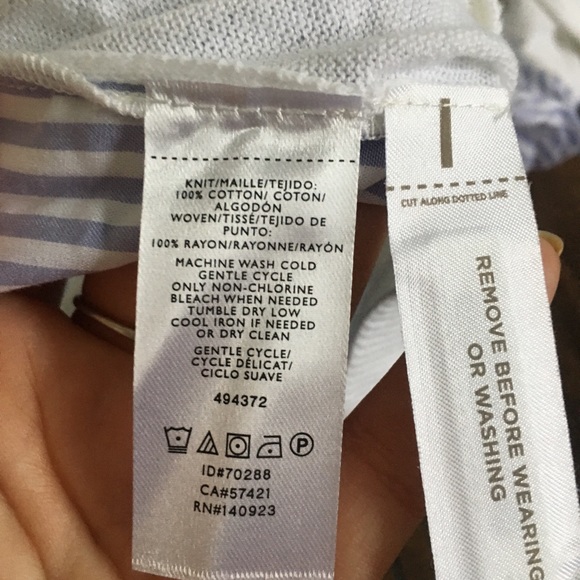 KNIT/MAILLE/TEJIDO:
100% COTTON/ COTON/
ALGODÓN
WOVEN/TISSÉ/TEJIDO DE
PUNTO:
100% RAYON/RAYONNE/RAYÓN
MACHINE WASH COLD
GENTLE CYCLE
ONLY NON-CHLORINE
BLEACH WHEN NEEDED
TUMBLE DRY LOW
COOL IRON IF NEEDED
OR DRY CLEAN
GENTLE CYCLE/
CYCLE DÉLICAT/
CICLO SUAVE
494372
P
ID#70288
CA#57421
RN#140923
CUT ALONG DOTTED LINE
REMOVE BEFORE WEARING
OR WASHING